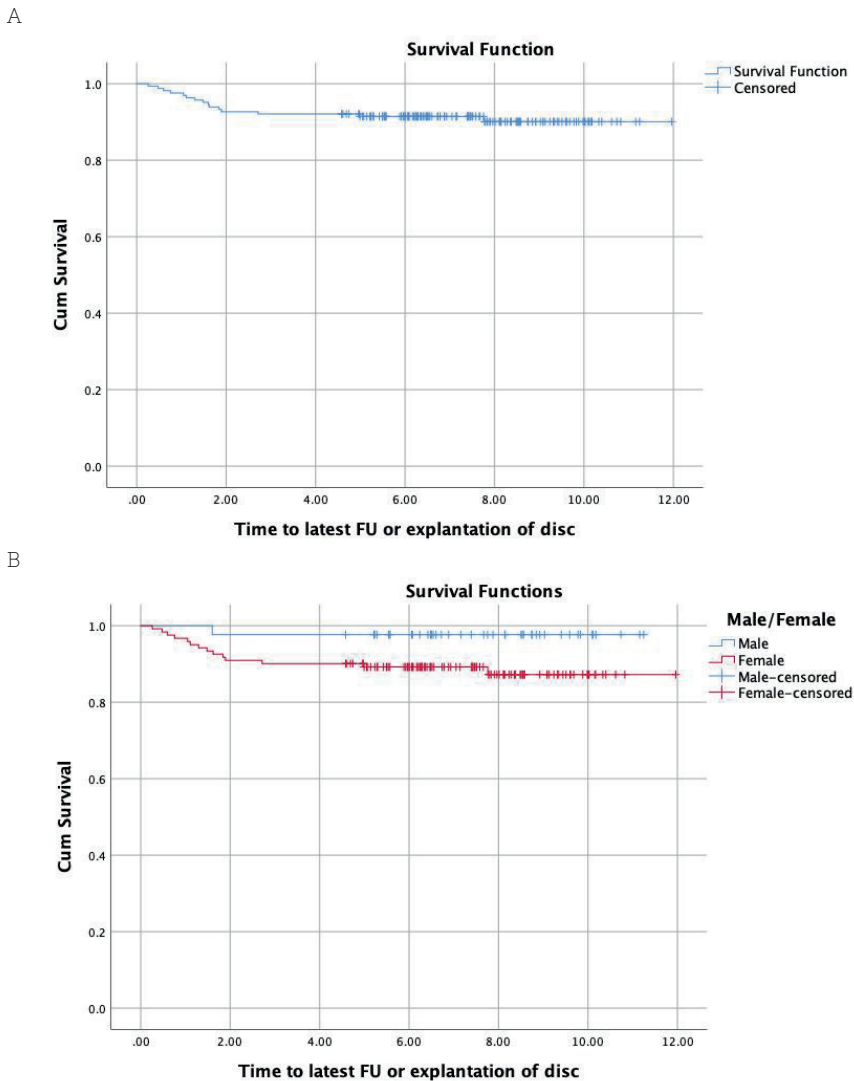 A
Survival Function
Survival Function
Censored
1.0
0.8
0.6
0.4
0.2
0.0
Cum Survival
.00 2.00 4.00 6.00 8.00 10.00 12.00
Time to latest FU or explantation of disc
B
Survival Functions
Male/Female
Male
Female
Male-censored
Female-censored
1.0
0.8
0.6
0.4
0.2
0.0
Cum Survival
.00 2.00 4.00 6.00 8.00 10.00 12.00
Time to latest FU or explantation of disc